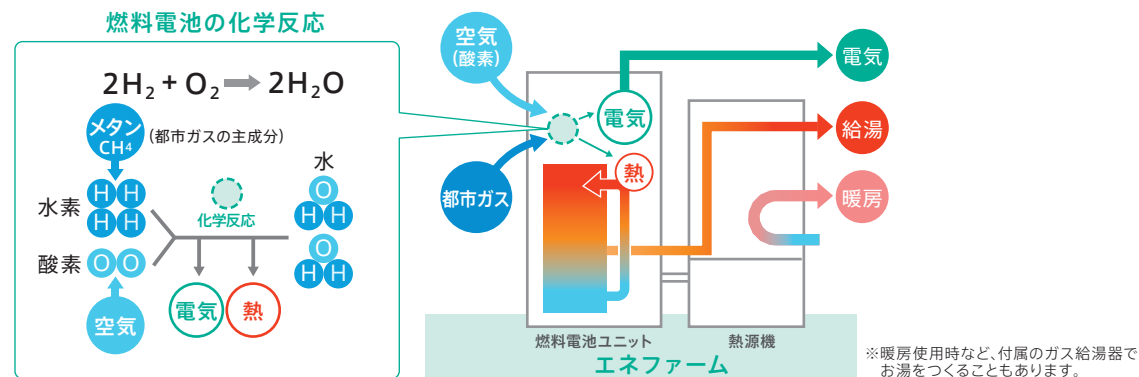 燃料電池の化学反応
2H₂ + O₂ → 2H₂O
メタン
CH4
(都市ガスの主成分)
水素
H H
H H
酸素
O O
空気
化学反応
電気
熱
水
O
H H
O
H H
空気
(酸素)
都市ガス
電気
熱
電気
給湯
暖房
燃料電池ユニット
熱源機
エネファーム
※暖房使用時など、付属のガス給湯器で
お湯をつくることもあります。